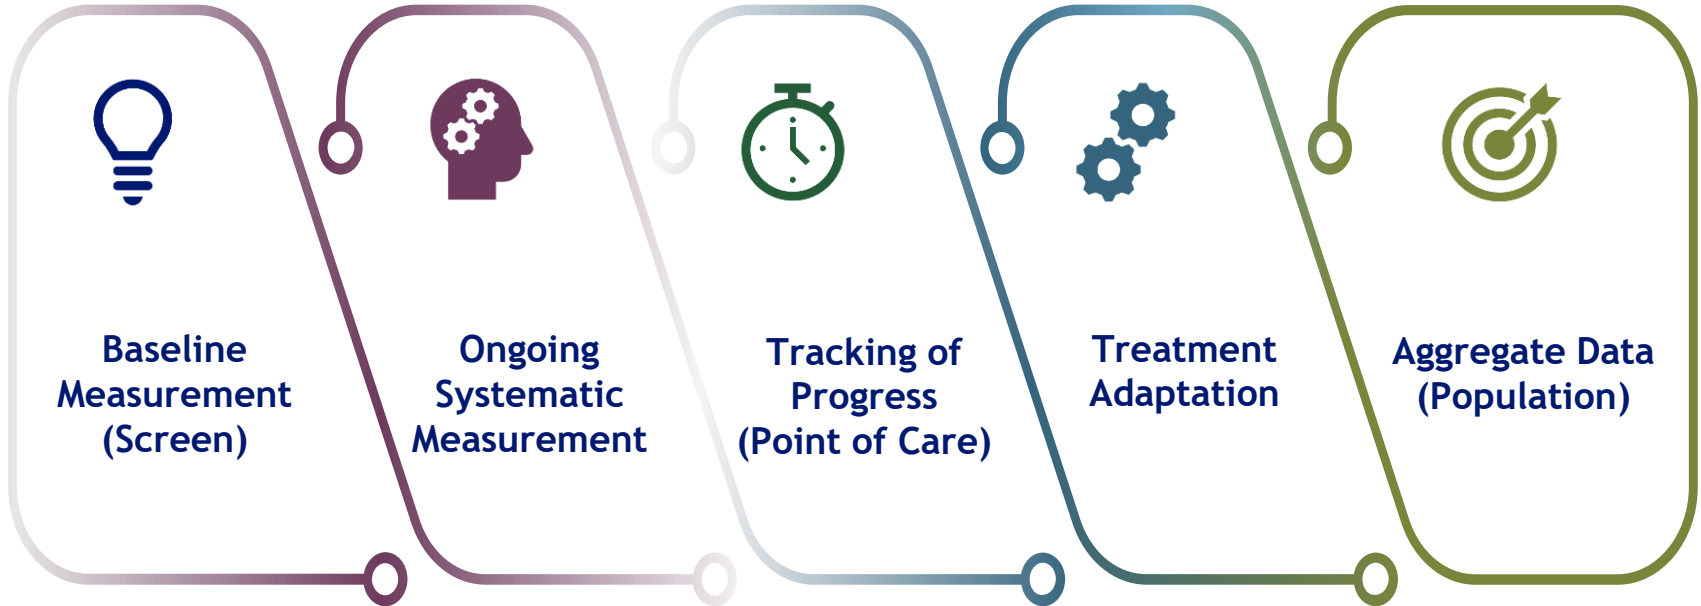 Baseline
Measurement
(Screen)
Ongoing
Systematic
Measurement
Tracking of
Progress
(Point of Care)
Treatment
Adaptation
Aggregate Data
(Population)